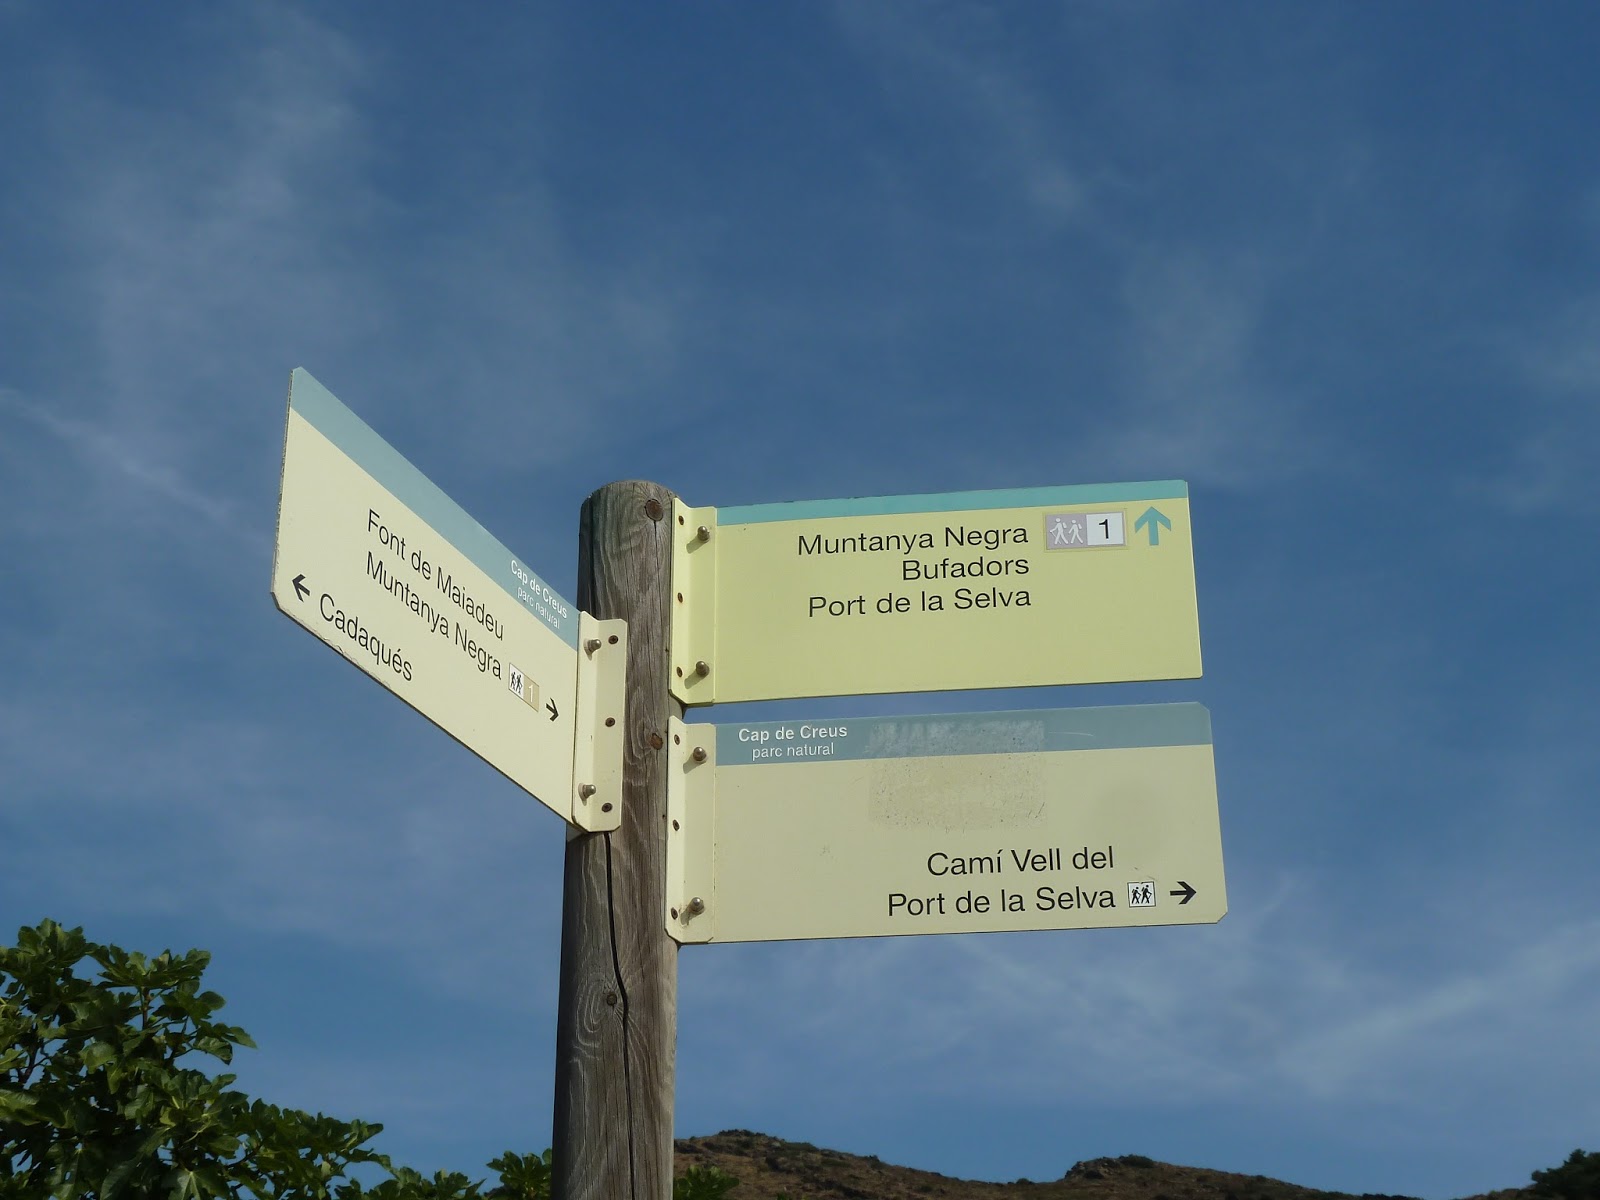 Cap de Creus
parc natural
Font de Maiadeu
Muntanya Negra 1 →
← Cadaqués
Muntanya Negra 1 ↑
Bufadors
Port de la Selva
Cap de Creus
parc natural
Camí Vell del
Port de la Selva →